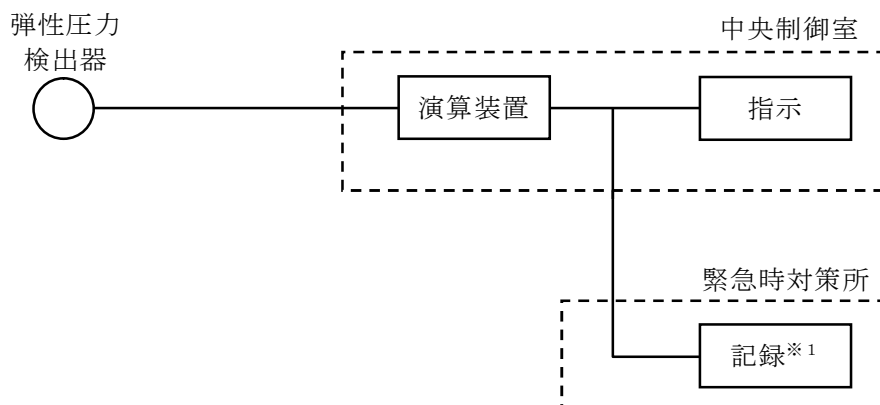 弾性圧力
検出器
中央制御室
演算装置
指示
緊急時対策所
記録※1